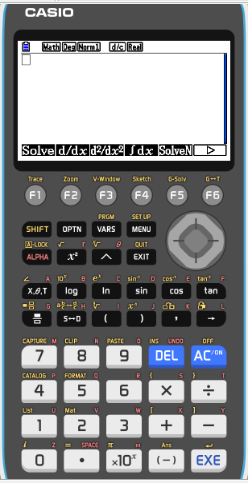 CASIO
Math Deg Norm1 d/c Real
Solve d/dx d²/dx² ∫dx SolveN ▷
Trace Zoom V-Window Sketch G-Solv G↔T
F1 F2 F3 F4 F5 F6
PRGM SET UP
SHIFT OPTN VARS MENU
A-LOCK √ r θ QUIT
ALPHA x² ^ EXIT
∠ A 10ˣ B eˣ C sin⁻¹ D cos⁻¹ E tan⁻¹ F
X,θ,T log ln sin cos tan
G H I J K L
S↔D ( ) , →
CAPTURE M CLIP N PASTE O INS UNDO OFF
7 8 9 DEL AC/ON
CATALOG P FORMAT Q R { S } T
4 5 6 × ÷
List U Mat V W [ X ] Y
1 2 3 + −
i Z = SPACE π Ans
0 • ×10ˣ (−) EXE